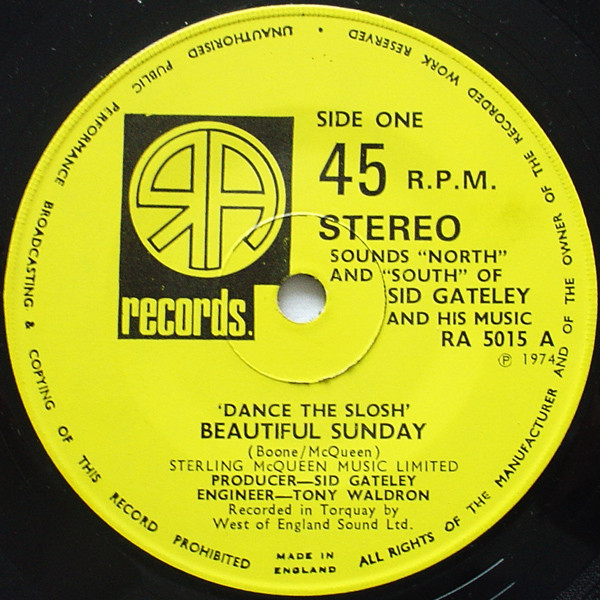 SIDE ONE
45 R.P.M.
STEREO
SOUNDS "NORTH"
AND "SOUTH" OF
SID GATELEY
AND HIS MUSIC
RA 5015 A
℗ 1974
RA
records.
'DANCE THE SLOSH'
BEAUTIFUL SUNDAY
(Boone/McQueen)
STERLING McQUEEN MUSIC LIMITED
PRODUCER—SID GATELEY
ENGINEER—TONY WALDRON
Recorded in Torquay by
West of England Sound Ltd.
MADE IN
ENGLAND
ALL RIGHTS OF THE MANUFACTURER AND OF THE OWNER OF THE RECORDED WORK RESERVED • UNAUTHORISED PUBLIC PERFORMANCE BROADCASTING & COPYING OF THIS RECORD PROHIBITED